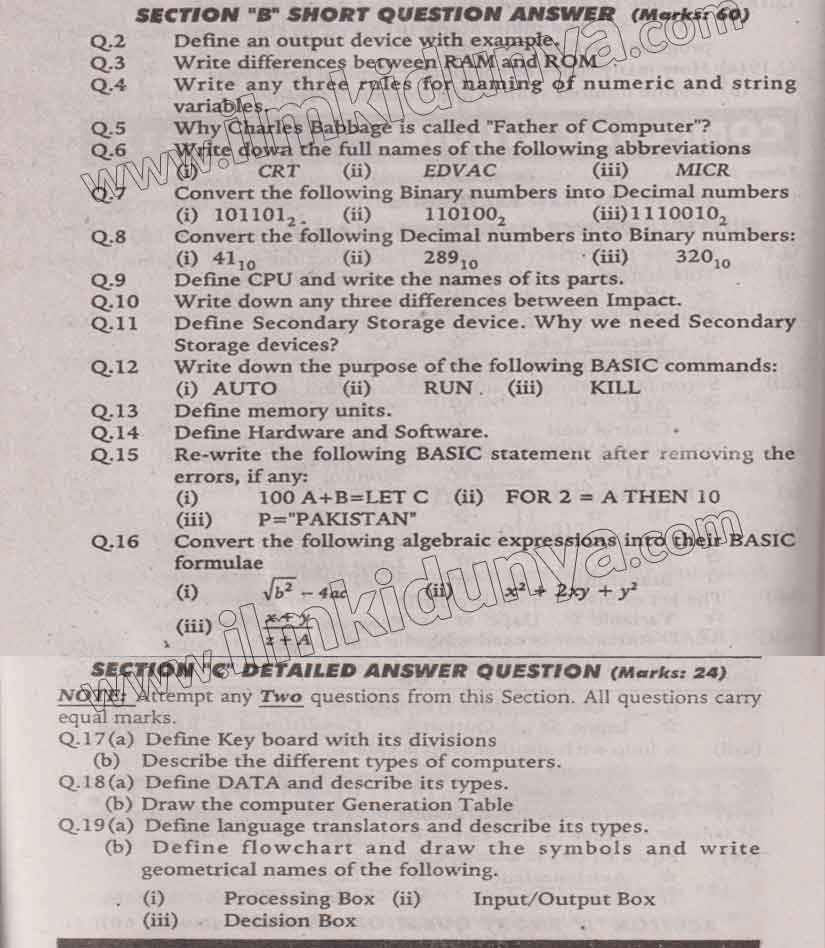 SECTION "B" SHORT QUESTION ANSWER (Marks: 60)
Q.2 Define an output device with example.
Q.3 Write differences between RAM and ROM
Q.4 Write any three rules for naming of numeric and string
variables.
Q.5 Why Charles Babbage is called "Father of Computer"?
Q.6 Write down the full names of the following abbreviations
(i) CRT (ii) EDVAC (iii) MICR
Q.7 Convert the following Binary numbers into Decimal numbers
(i) 101101₂ (ii) 110100₂ (iii) 1110010₂
Q.8 Convert the following Decimal numbers into Binary numbers:
(i) 41₁₀ (ii) 289₁₀ (iii) 320₁₀
Q.9 Define CPU and write the names of its parts.
Q.10 Write down any three differences between Impact.
Q.11 Define Secondary Storage device. Why we need Secondary
Storage devices?
Q.12 Write down the purpose of the following BASIC commands:
(i) AUTO (ii) RUN (iii) KILL
Q.13 Define memory units.
Q.14 Define Hardware and Software.
Q.15 Re-write the following BASIC statement after removing the
errors, if any:
(i) 100 A+B=LET C (ii) FOR 2 = A THEN 10
(iii) P="PAKISTAN"
Q.16 Convert the following algebraic expressions into their BASIC
formulae
(i) √b² - 4ac (ii) x² + 2xy + y²
(iii) x + y
z + A
SECTION "C" DETAILED ANSWER QUESTION (Marks: 24)
NOTE: Attempt any Two questions from this Section. All questions carry
equal marks.
Q.17(a) Define Key board with its divisions
(b) Describe the different types of computers.
Q.18(a) Define DATA and describe its types.
(b) Draw the computer Generation Table
Q.19(a) Define language translators and describe its types.
(b) Define flowchart and draw the symbols and write
geometrical names of the following.
(i) Processing Box (ii) Input/Output Box
(iii) Decision Box
www.ilmkidunya.com
www.ilmkidunya.com